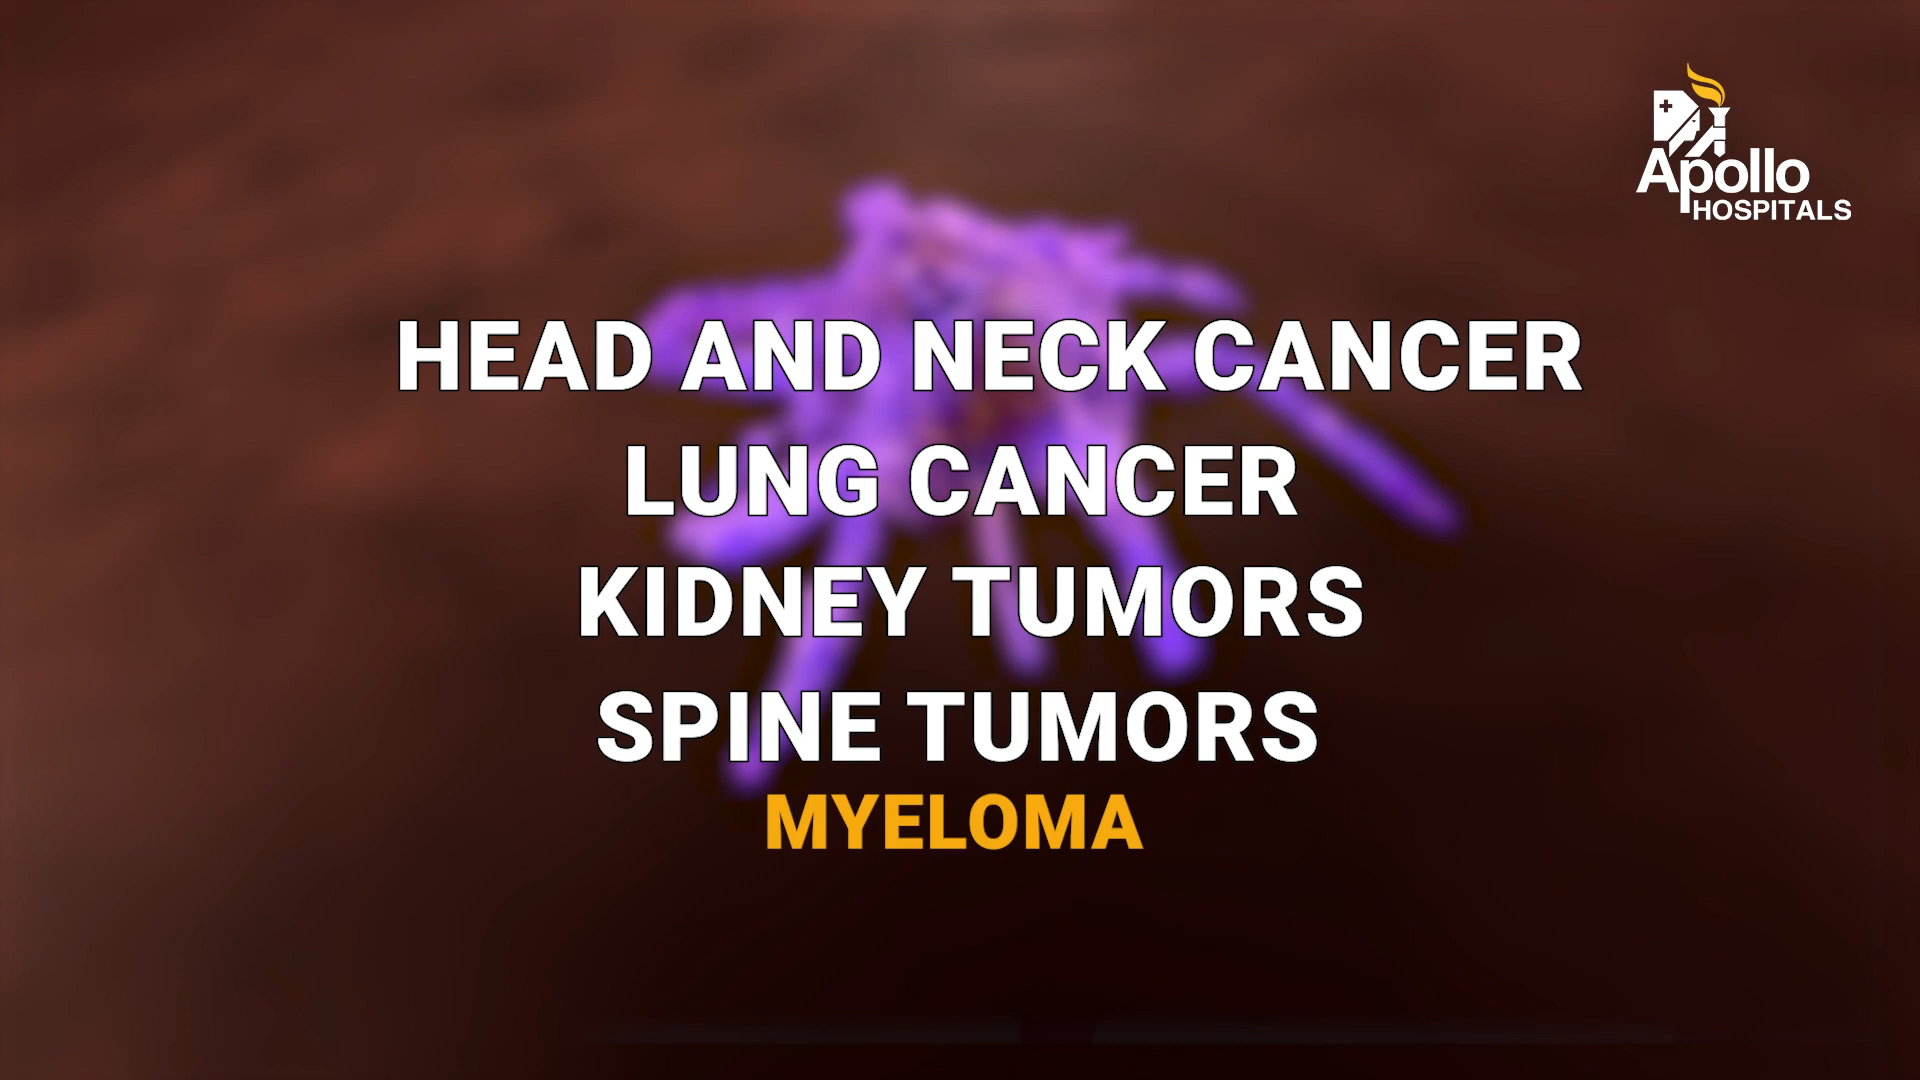 Apollo
HOSPITALS
HEAD AND NECK CANCER
LUNG CANCER
KIDNEY TUMORS
SPINE TUMORS
MYELOMA